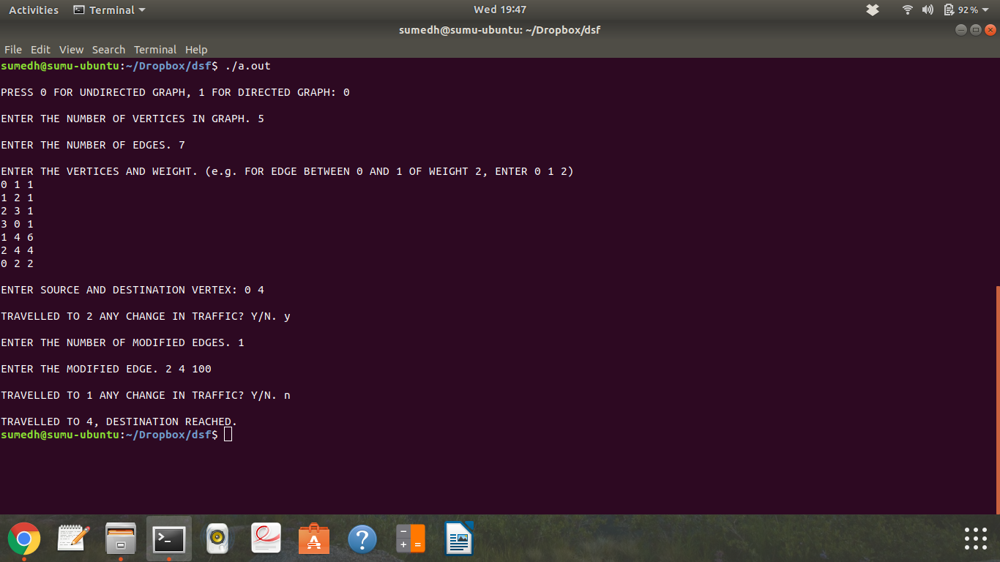 Activities Terminal Wed 19:47 92%
sumedh@sumu-ubuntu: ~/Dropbox/dsf
File Edit View Search Terminal Help
sumedh@sumu-ubuntu:~/Dropbox/dsf$ ./a.out
PRESS 0 FOR UNDIRECTED GRAPH, 1 FOR DIRECTED GRAPH: 0
ENTER THE NUMBER OF VERTICES IN GRAPH. 5
ENTER THE NUMBER OF EDGES. 7
ENTER THE VERTICES AND WEIGHT. (e.g. FOR EDGE BETWEEN 0 AND 1 OF WEIGHT 2, ENTER 0 1 2)
0 1 1
1 2 1
2 3 1
3 0 1
1 4 6
2 4 4
0 2 2
ENTER SOURCE AND DESTINATION VERTEX: 0 4
TRAVELLED TO 2 ANY CHANGE IN TRAFFIC? Y/N. y
ENTER THE NUMBER OF MODIFIED EDGES. 1
ENTER THE MODIFIED EDGE. 2 4 100
TRAVELLED TO 1 ANY CHANGE IN TRAFFIC? Y/N. n
TRAVELLED TO 4, DESTINATION REACHED.
sumedh@sumu-ubuntu:~/Dropbox/dsf$